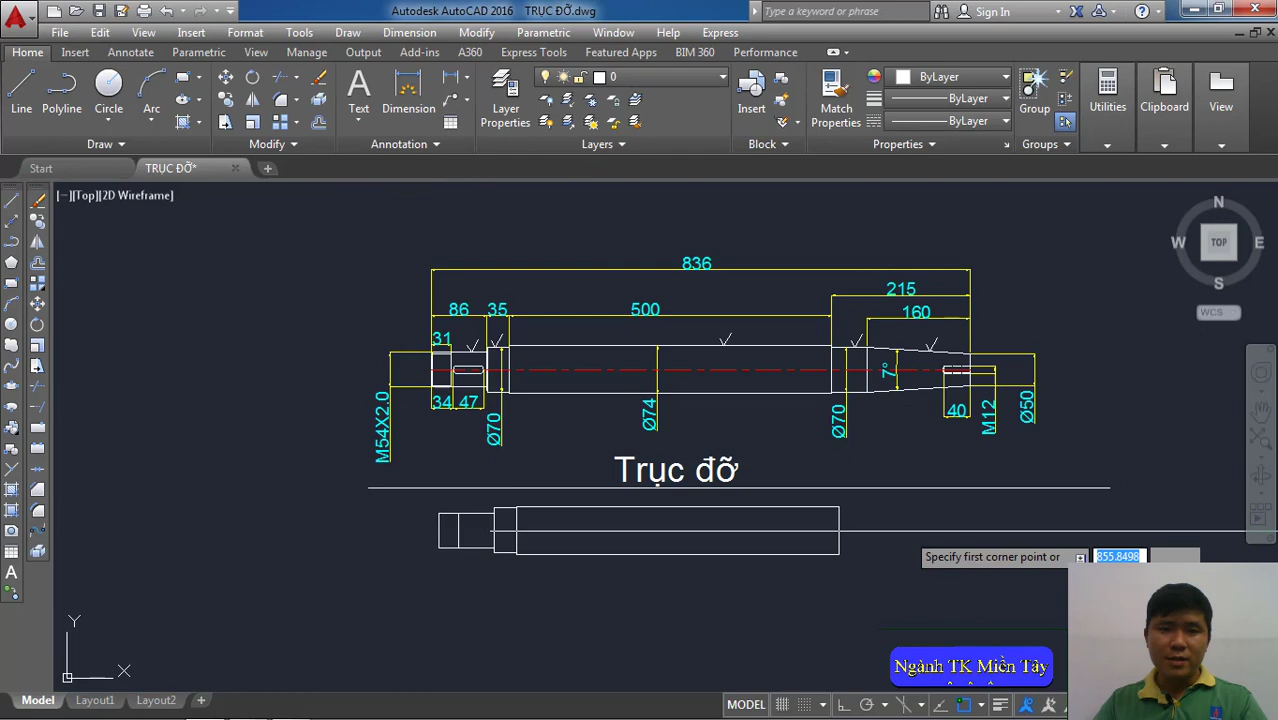 Autodesk AutoCAD 2016 TRỤC ĐỠ.dwg
Type a keyword or phrase
Sign In
File Edit View Insert Format Tools Draw Dimension Modify Parametric Window Help Express
Home Insert Annotate Parametric View Manage Output Add-ins A360 Express Tools Featured Apps BIM 360 Performance
0
ByLayer
ByLayer
ByLayer
Line Polyline Circle Arc
Text Dimension
Layer Properties
Insert
Match Properties
Group
Utilities
Clipboard
View
Draw Modify Annotation Layers Block Properties Groups
Start TRỤC ĐỠ*
[−][Top][2D Wireframe]
N
W TOP E
S
WCS
836
215
86 35 500 160
31
7°
34 47 40
M54X2.0 Ø70 Ø74 Ø70 M12 Ø50
Trục đỡ
Specify first corner point or 855.8498
Y
X
Ngành TK Miền Tây
Model Layout1 Layout2
MODEL